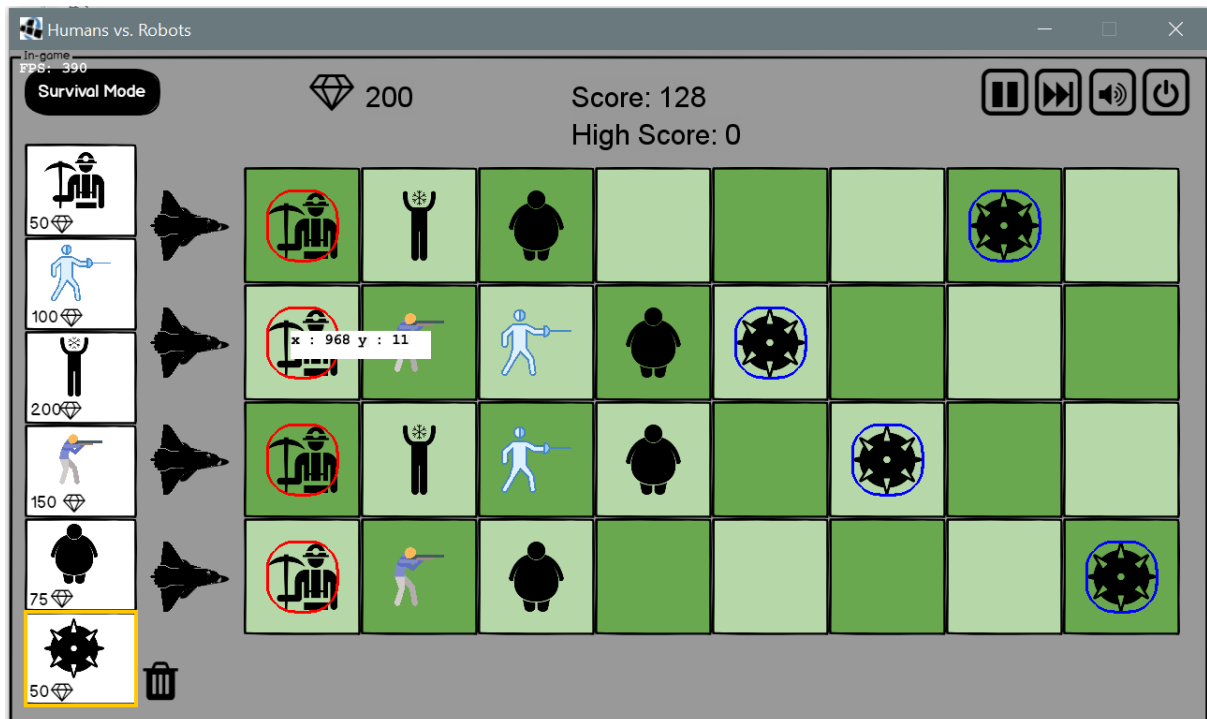 Humans vs. Robots
In-game
FPS: 390
Survival Mode
200
Score: 128
High Score: 0
50
100
200
150
75
50
x : 968 y : 11